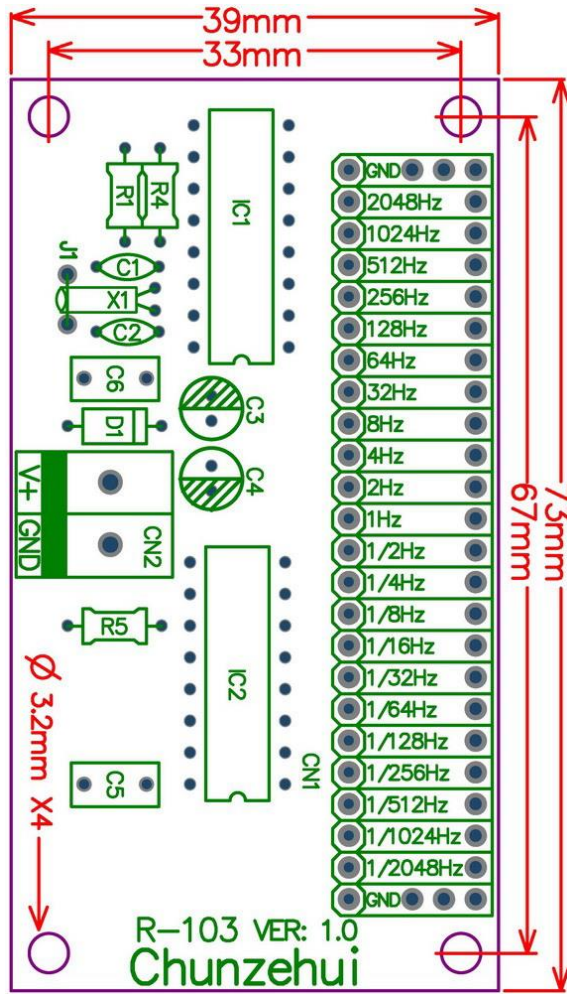 39mm
33mm
73mm
67mm
R1
R4
IC1
J1
C1
X1
C2
C6
C3
D1
C4
V+
GND
CN2
R5
IC2
CN1
C5
Ø 3.2mm X4
GND
2048Hz
1024Hz
512Hz
256Hz
128Hz
64Hz
32Hz
8Hz
4Hz
2Hz
1Hz
1/2Hz
1/4Hz
1/8Hz
1/16Hz
1/32Hz
1/64Hz
1/128Hz
1/256Hz
1/512Hz
1/1024Hz
1/2048Hz
GND
R-103 VER: 1.0
Chunzehui